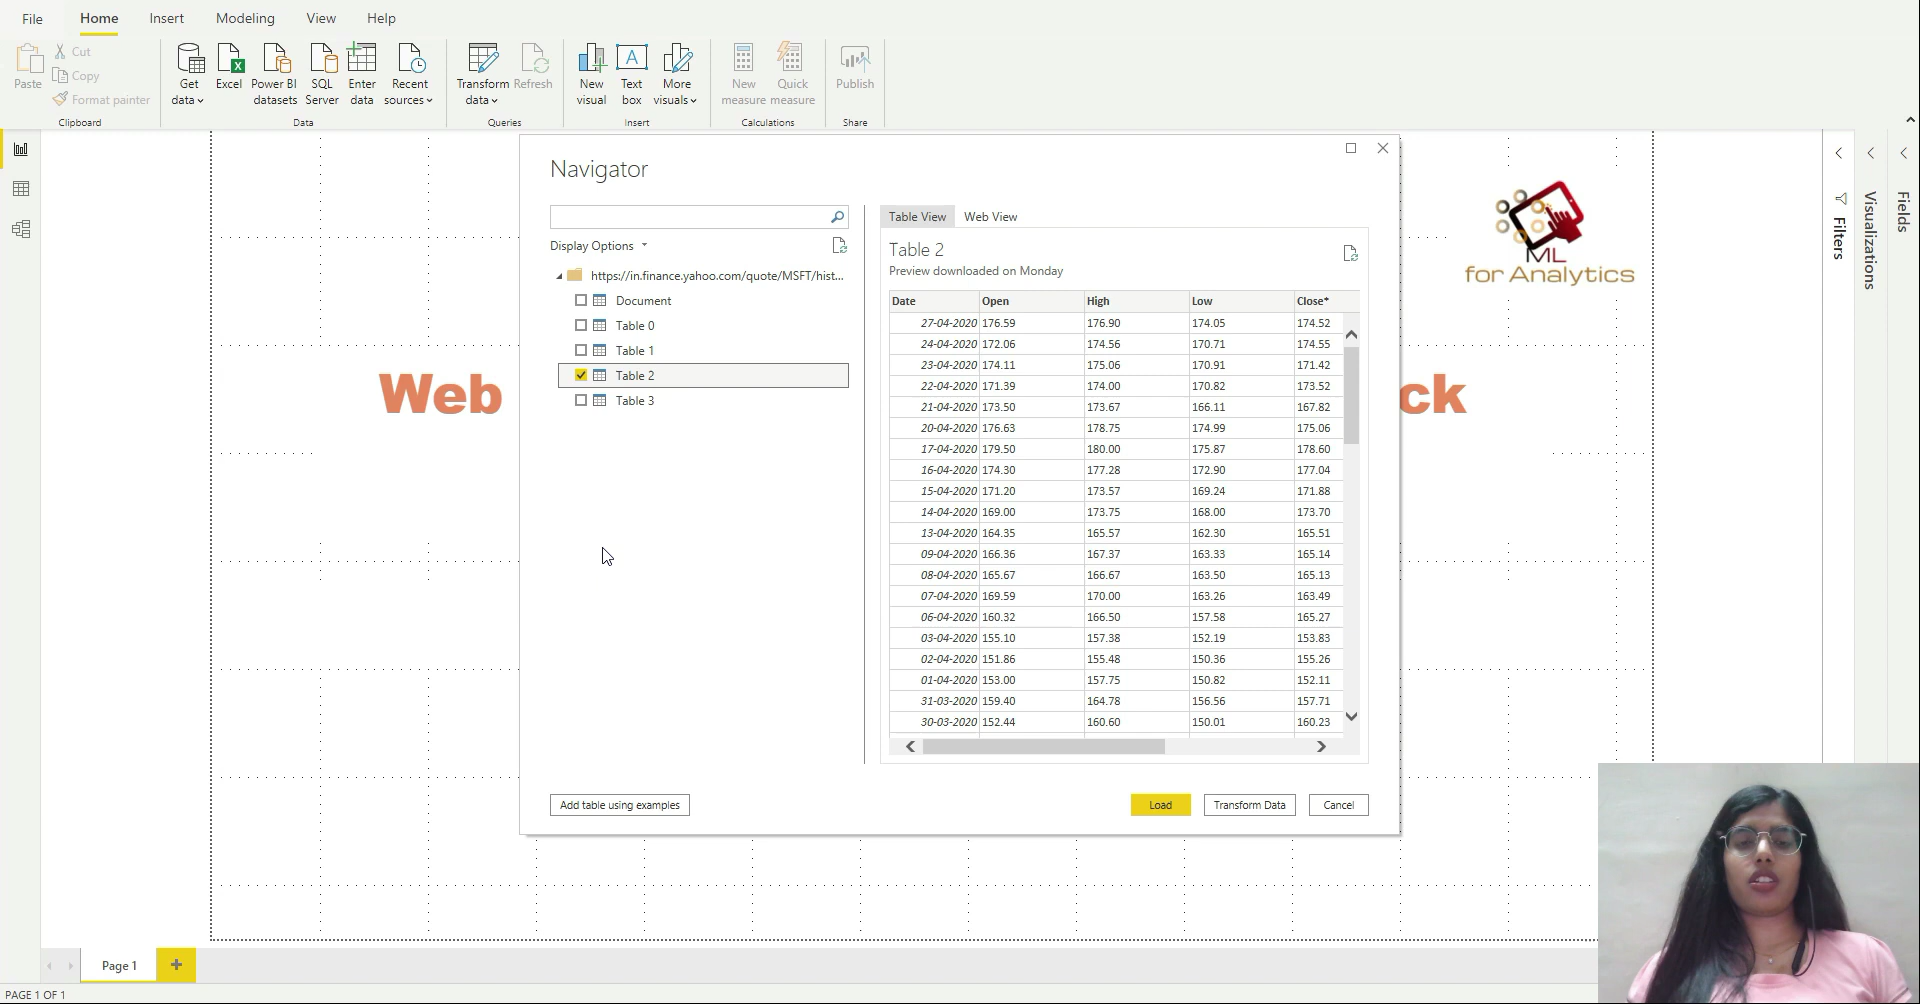 File Home Insert Modeling View Help
Paste
Cut
Copy
Format painter
Clipboard
Get data
Excel
Power BI datasets
SQL Server
Enter data
Recent sources
Data
Transform data
Refresh
Queries
New visual
A
Text box
More visuals
Insert
New measure
Quick measure
Calculations
Publish
Share
Navigator
Display Options
https://in.finance.yahoo.com/quote/MSFT/hist...
Document
Table 0
Table 1
Table 2
Table 3
Table View Web View
Table 2
Preview downloaded on Monday
Date Open High Low Close*
27-04-2020 176.59 176.90 174.05 174.52
24-04-2020 172.06 174.56 170.71 174.55
23-04-2020 174.11 175.06 170.91 171.42
22-04-2020 171.39 174.00 170.82 173.52
21-04-2020 173.50 173.67 166.11 167.82
20-04-2020 176.63 178.75 174.99 175.06
17-04-2020 179.50 180.00 175.87 178.60
16-04-2020 174.30 177.28 172.90 177.04
15-04-2020 171.20 173.57 169.24 171.88
14-04-2020 169.00 173.75 168.00 173.70
13-04-2020 164.35 165.57 162.30 165.51
09-04-2020 166.36 167.37 163.33 165.14
08-04-2020 165.67 166.67 163.50 165.13
07-04-2020 169.59 170.00 163.26 163.49
06-04-2020 160.32 166.50 157.58 165.27
03-04-2020 155.10 157.38 152.19 153.83
02-04-2020 151.86 155.48 150.36 155.26
01-04-2020 153.00 157.75 150.82 152.11
31-03-2020 159.40 164.78 156.56 157.71
30-03-2020 152.44 160.60 150.01 160.23
Add table using examples
Load Transform Data Cancel
Web
ck
ML
for Analytics
Filters
Visualizations
Fields
Page 1 +
PAGE 1 OF 1